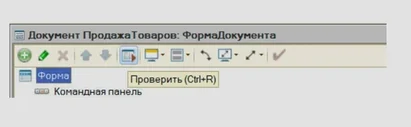 Документ ПродажаТоваров: ФормаДокумента
Проверить (Ctrl+R)
Форма
Командная панель